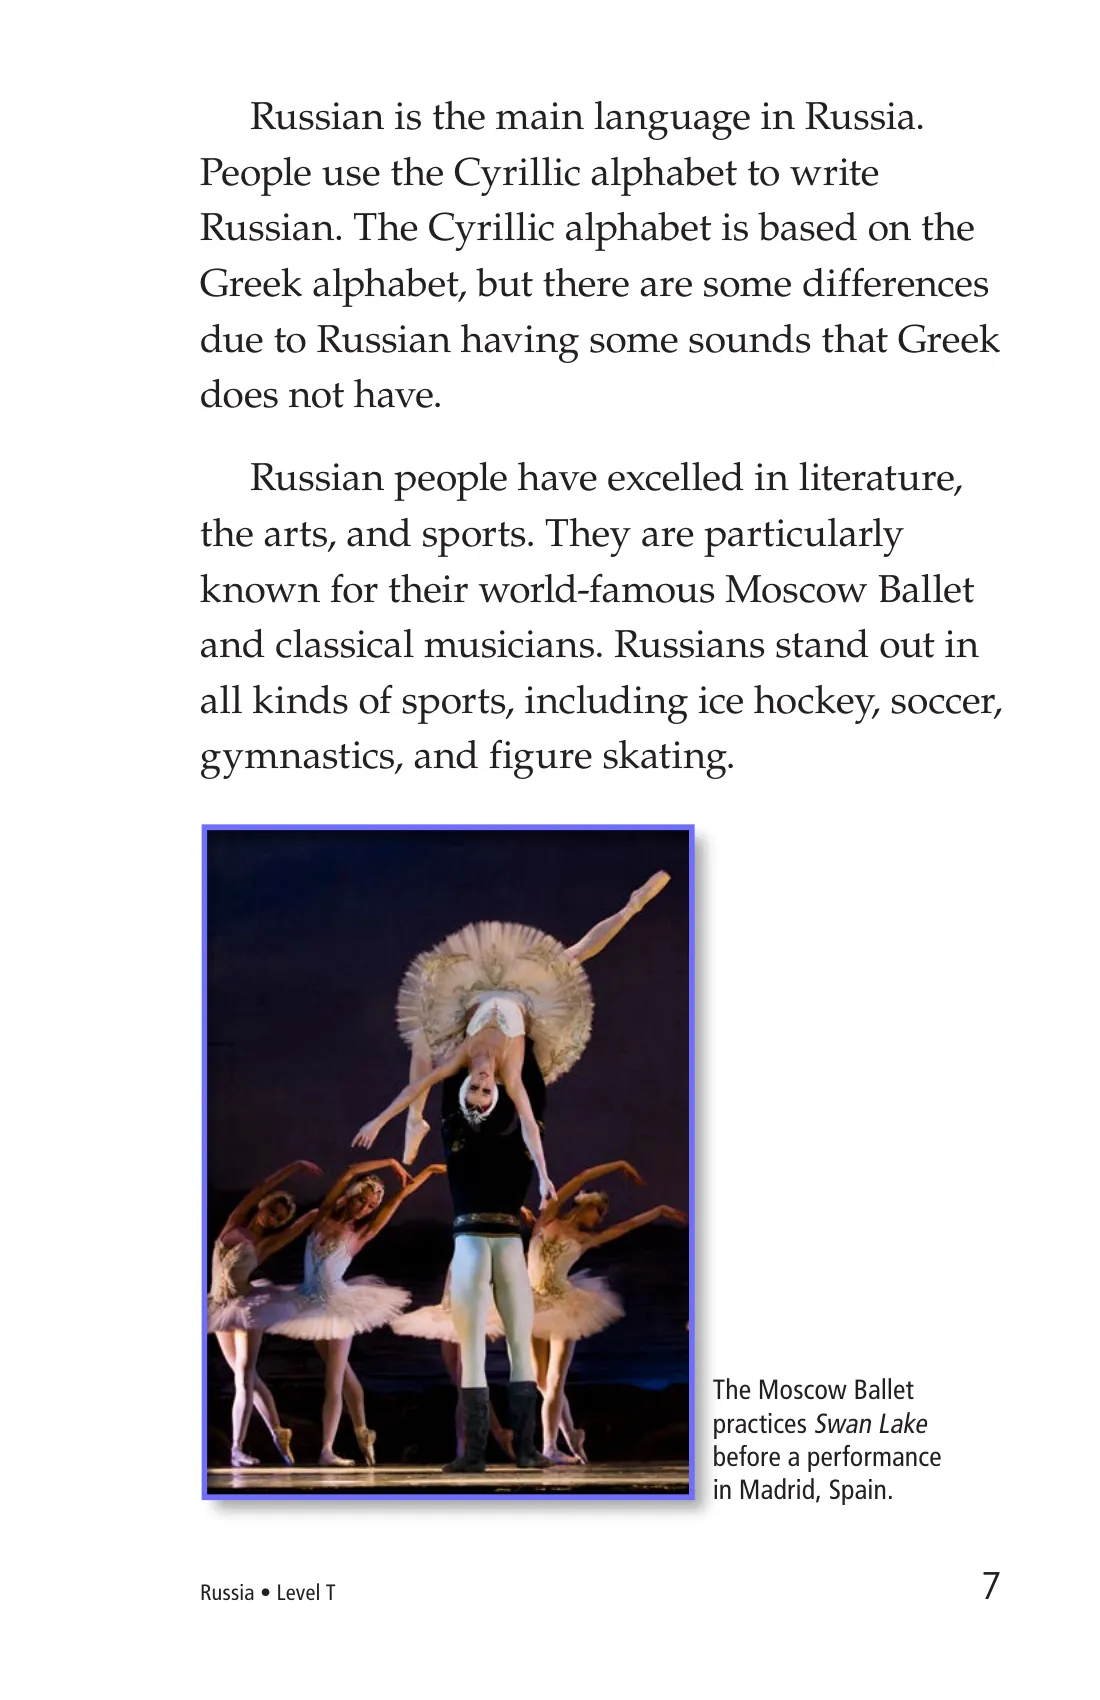 Russian is the main language in Russia.
People use the Cyrillic alphabet to write
Russian. The Cyrillic alphabet is based on the
Greek alphabet, but there are some differences
due to Russian having some sounds that Greek
does not have.
Russian people have excelled in literature,
the arts, and sports. They are particularly
known for their world-famous Moscow Ballet
and classical musicians. Russians stand out in
all kinds of sports, including ice hockey, soccer,
gymnastics, and figure skating.
The Moscow Ballet
practices Swan Lake
before a performance
in Madrid, Spain.
Russia • Level T
7